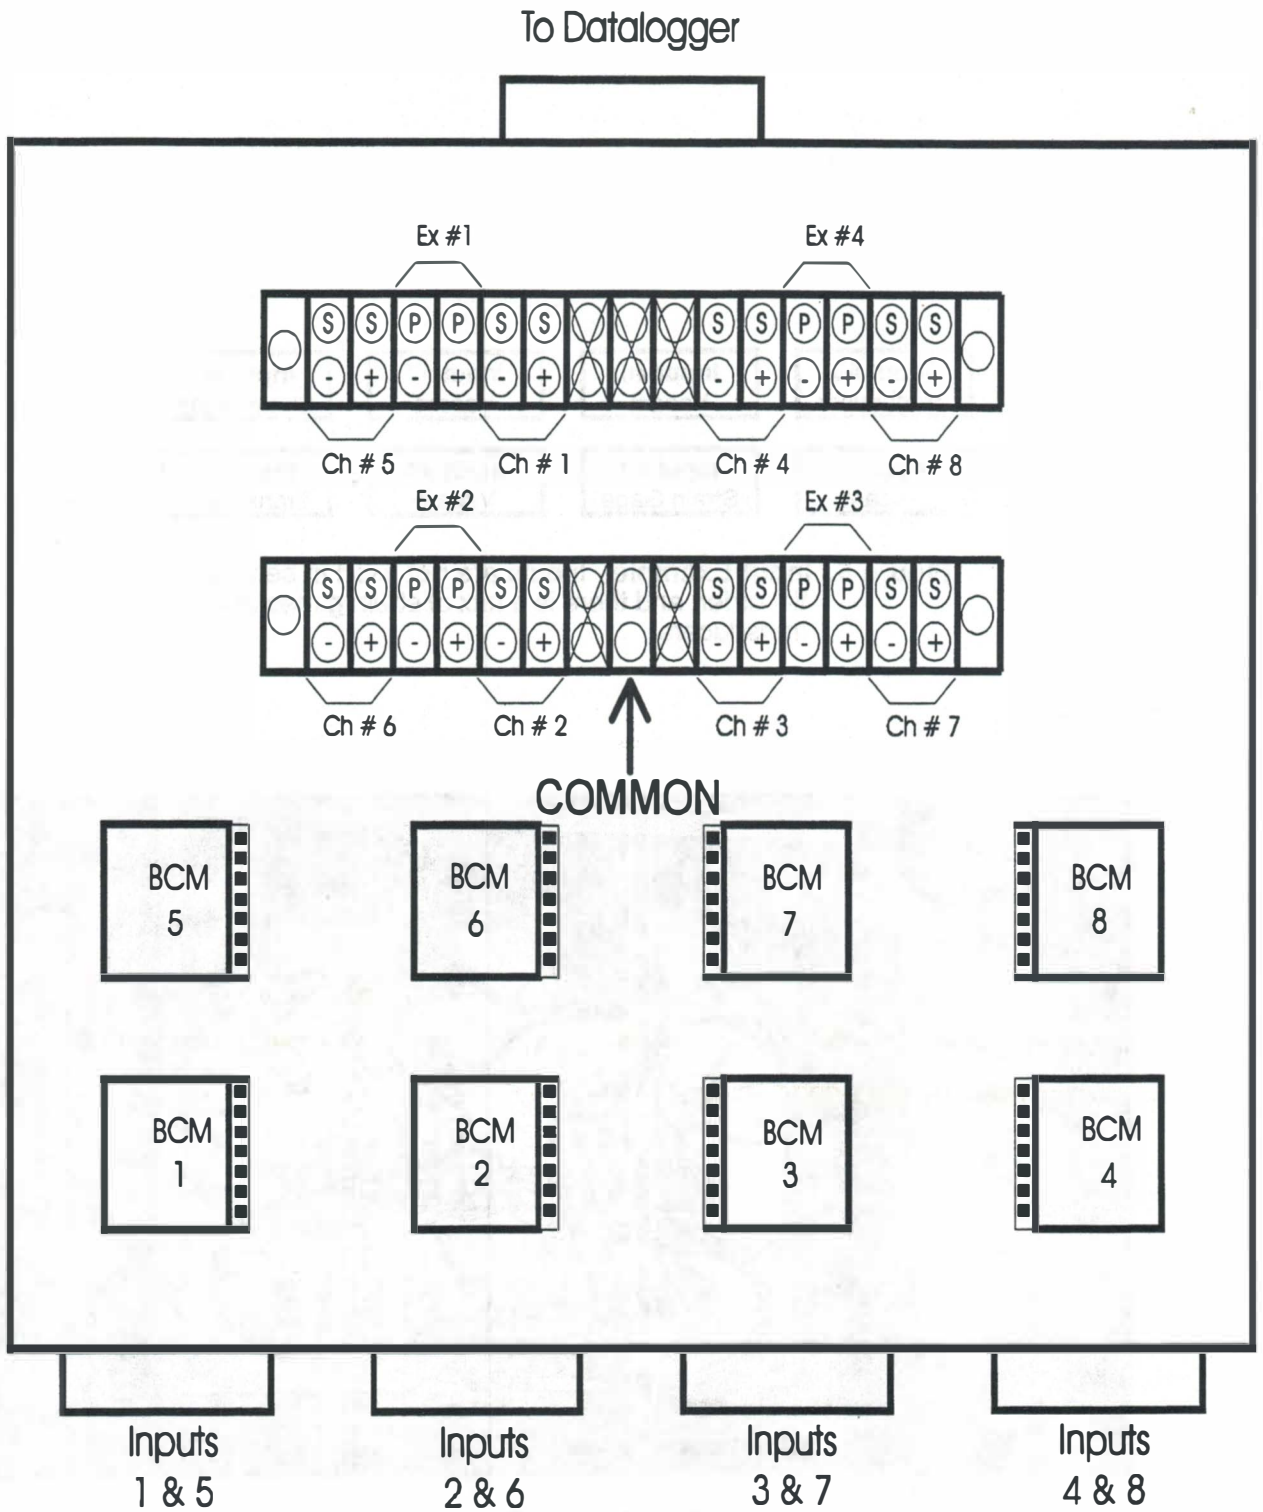 To Datalogger
Ex #1 Ex #4
S S P P S S S S P P S S
- + - + - + - + - + - +
Ch # 5 Ch # 1 Ch # 4 Ch # 8
Ex #2 Ex #3
S S P P S S S S P P S S
- + - + - + - + - + - +
Ch # 6 Ch # 2 Ch # 3 Ch # 7
COMMON
BCM
5
BCM
6
BCM
7
BCM
8
BCM
1
BCM
2
BCM
3
BCM
4
Inputs
1 & 5
Inputs
2 & 6
Inputs
3 & 7
Inputs
4 & 8